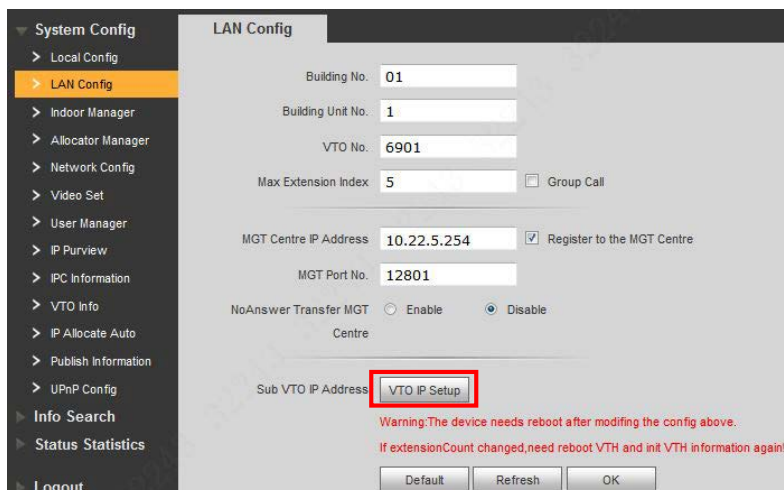 System Config
Local Config
LAN Config
Indoor Manager
Allocator Manager
Network Config
Video Set
User Manager
IP Purview
IPC Information
VTO Info
IP Allocate Auto
Publish Information
UPnP Config
Info Search
Status Statistics
Logout
LAN Config
Building No. 01
Building Unit No. 1
VTO No. 6901
Max Extension Index 5 Group Call
MGT Centre IP Address 10.22.5.254 Register to the MGT Centre
MGT Port No. 12801
NoAnswer Transfer MGT Enable Disable
Centre
Sub VTO IP Address VTO IP Setup
Warning:The device needs reboot after modifing the config above.
If extensionCount changed,need reboot VTH and init VTH information again!
Default Refresh OK